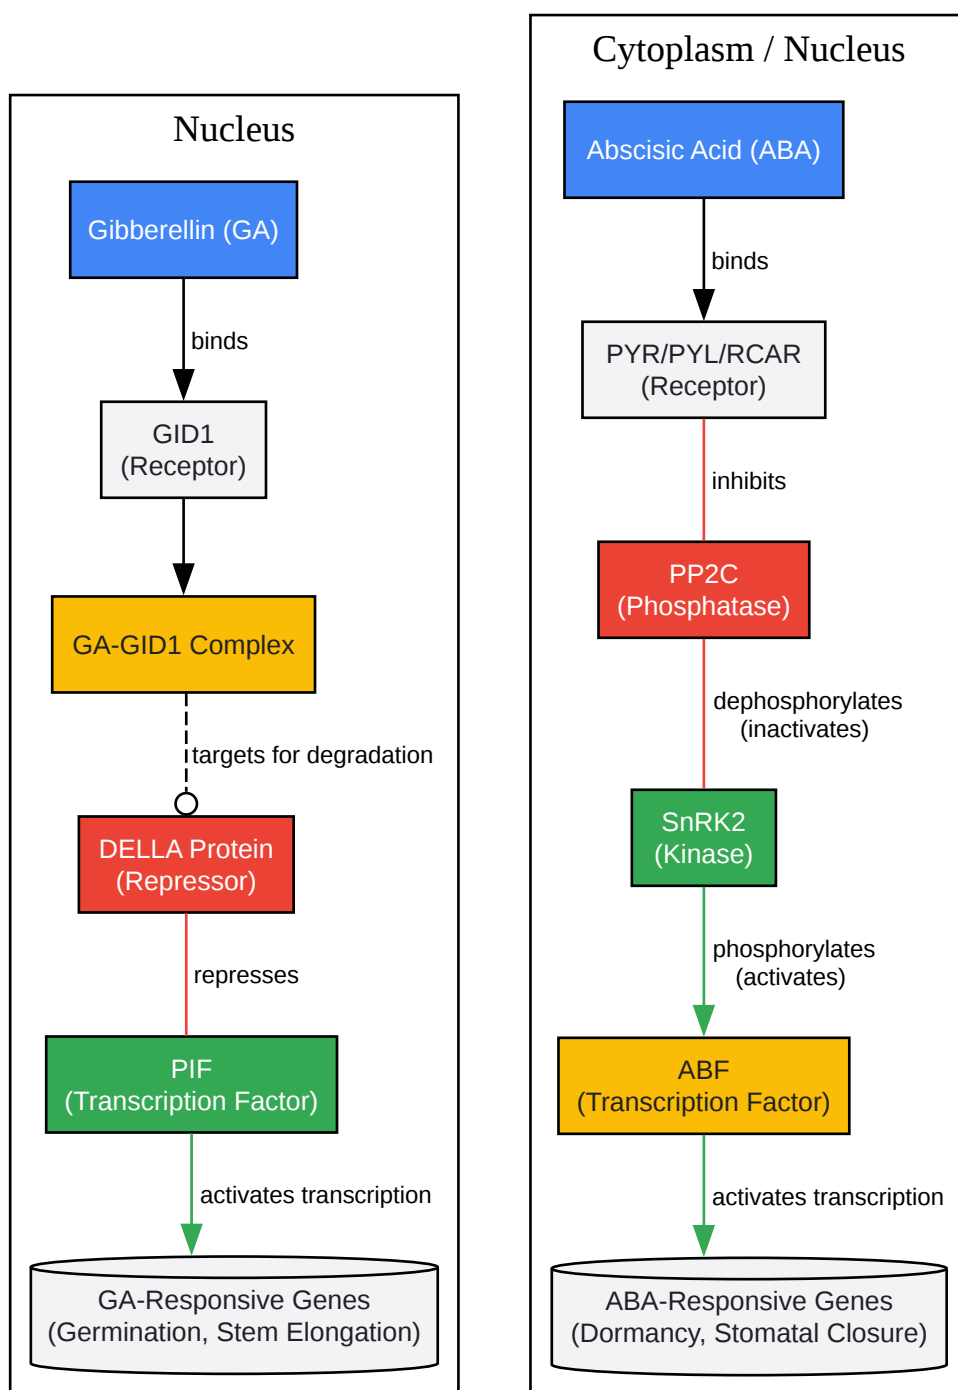 Nucleus
Gibberellin (GA)
binds
GID1
(Receptor)
GA-GID1 Complex
targets for degradation
DELLA Protein
(Repressor)
represses
PIF
(Transcription Factor)
activates transcription
GA-Responsive Genes
(Germination, Stem Elongation)
Cytoplasm / Nucleus
Abscisic Acid (ABA)
binds
PYR/PYL/RCAR
(Receptor)
inhibits
PP2C
(Phosphatase)
dephosphorylates
(inactivates)
SnRK2
(Kinase)
phosphorylates
(activates)
ABF
(Transcription Factor)
activates transcription
ABA-Responsive Genes
(Dormancy, Stomatal Closure)